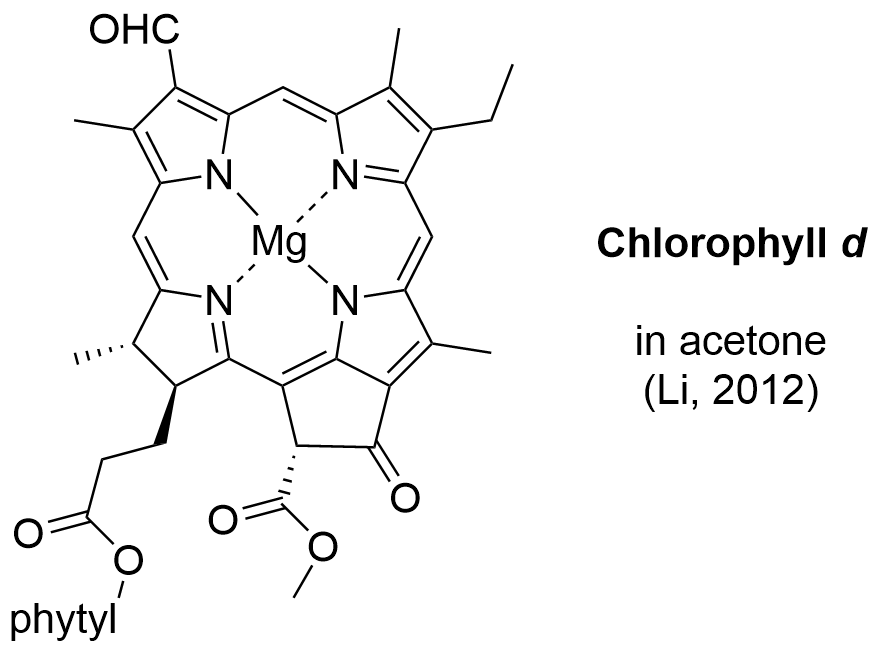 OHC
N
N
Mg
N
N
O
O
O
O
O
phytyl
Chlorophyll d
in acetone
(Li, 2012)